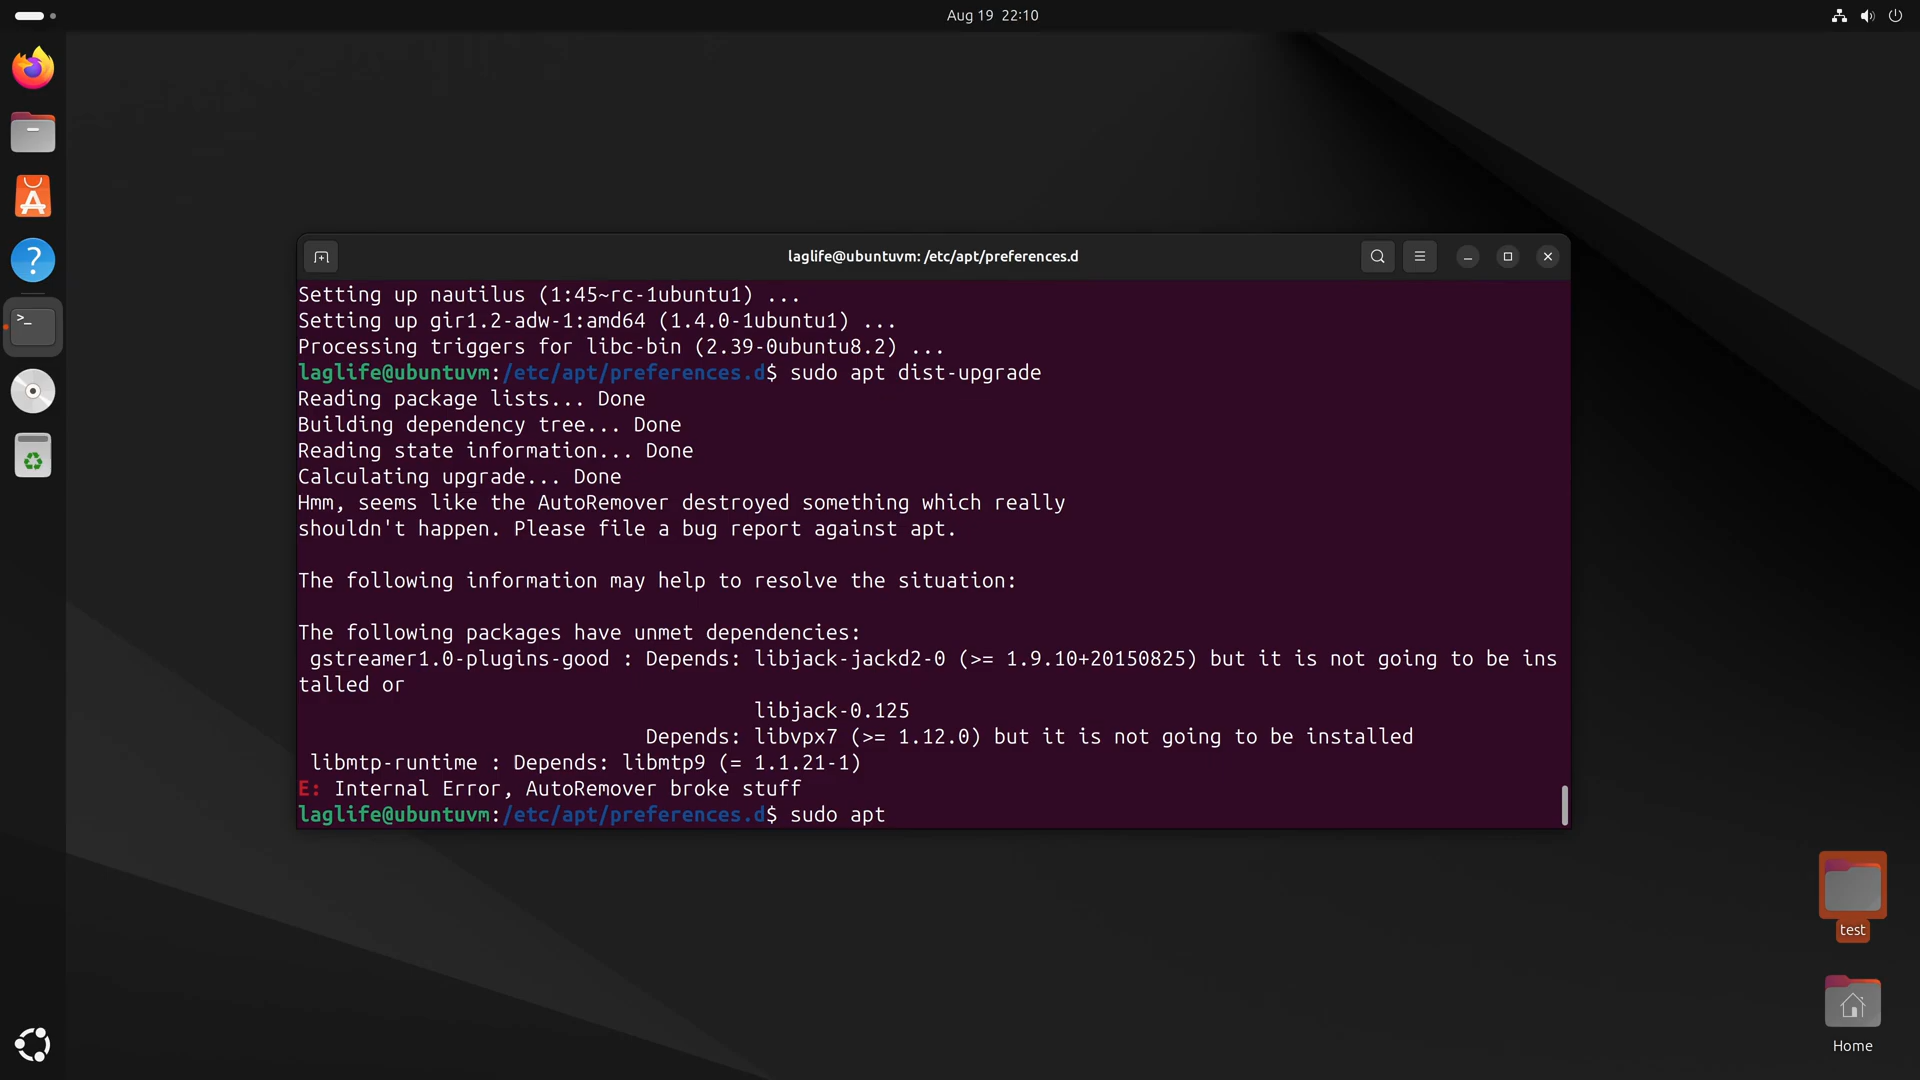 Aug 19 22:10
laglife@ubuntuvm: /etc/apt/preferences.d
Setting up nautilus (1:45~rc-1ubuntu1) ...
Setting up gir1.2-adw-1:amd64 (1.4.0-1ubuntu1) ...
Processing triggers for libc-bin (2.39-0ubuntu8.2) ...
laglife@ubuntuvm:/etc/apt/preferences.d$ sudo apt dist-upgrade
Reading package lists... Done
Building dependency tree... Done
Reading state information... Done
Calculating upgrade... Done
Hmm, seems like the AutoRemover destroyed something which really
shouldn't happen. Please file a bug report against apt.
The following information may help to resolve the situation:
The following packages have unmet dependencies:
gstreamer1.0-plugins-good : Depends: libjack-jackd2-0 (>= 1.9.10+20150825) but it is not going to be ins
talled or
libjack-0.125
Depends: libvpx7 (>= 1.12.0) but it is not going to be installed
libmtp-runtime : Depends: libmtp9 (= 1.1.21-1)
E: Internal Error, AutoRemover broke stuff
laglife@ubuntuvm:/etc/apt/preferences.d$ sudo apt
test
Home